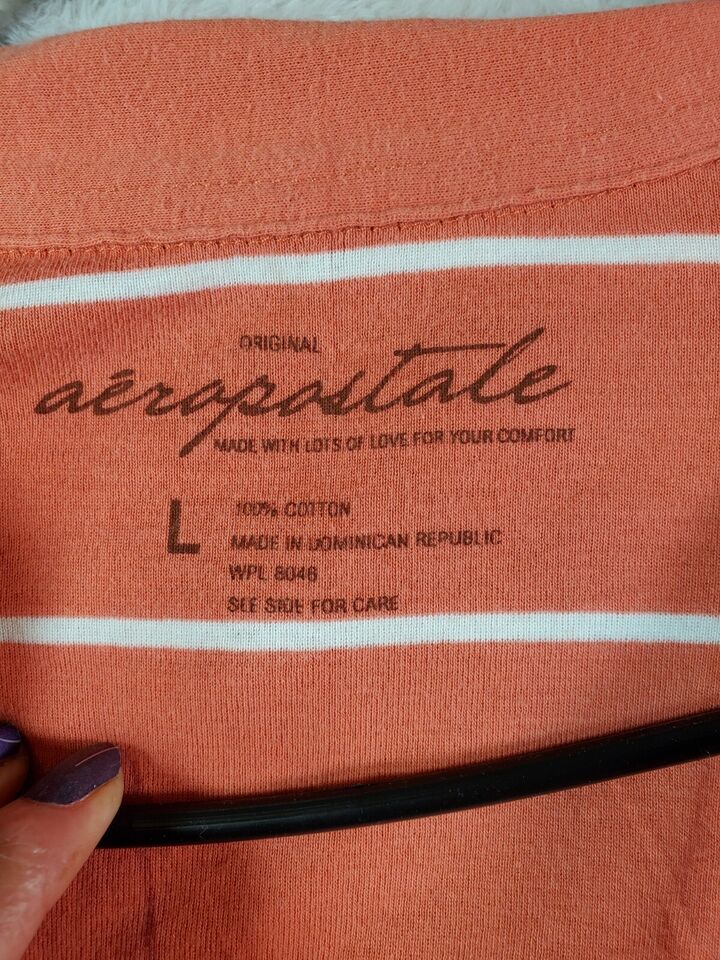 ORIGINAL
aéropostale
MADE WITH LOTS OF LOVE FOR YOUR COMFORT
L
100% COTTON
MADE IN DOMINICAN REPUBLIC
WPL 8046
SEE SIDE FOR CARE